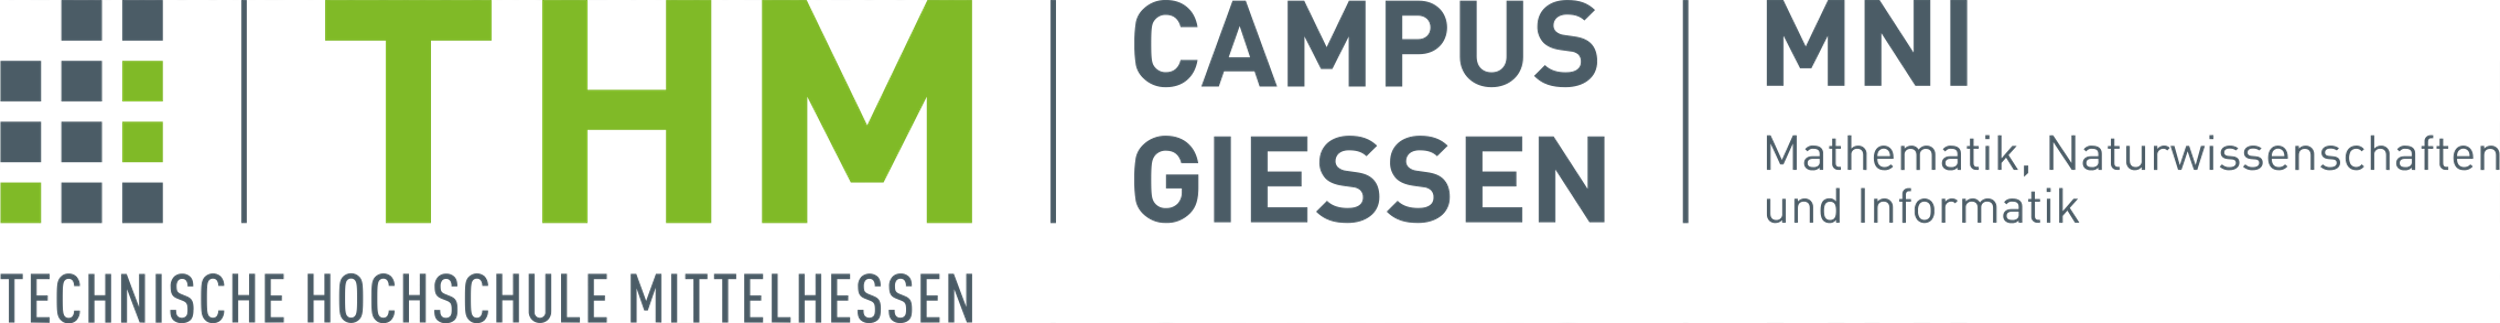 THM
TECHNISCHE HOCHSCHULE MITTELHESSEN
CAMPUS
GIESSEN
MNI
Mathematik, Naturwissenschaften
und Informatik